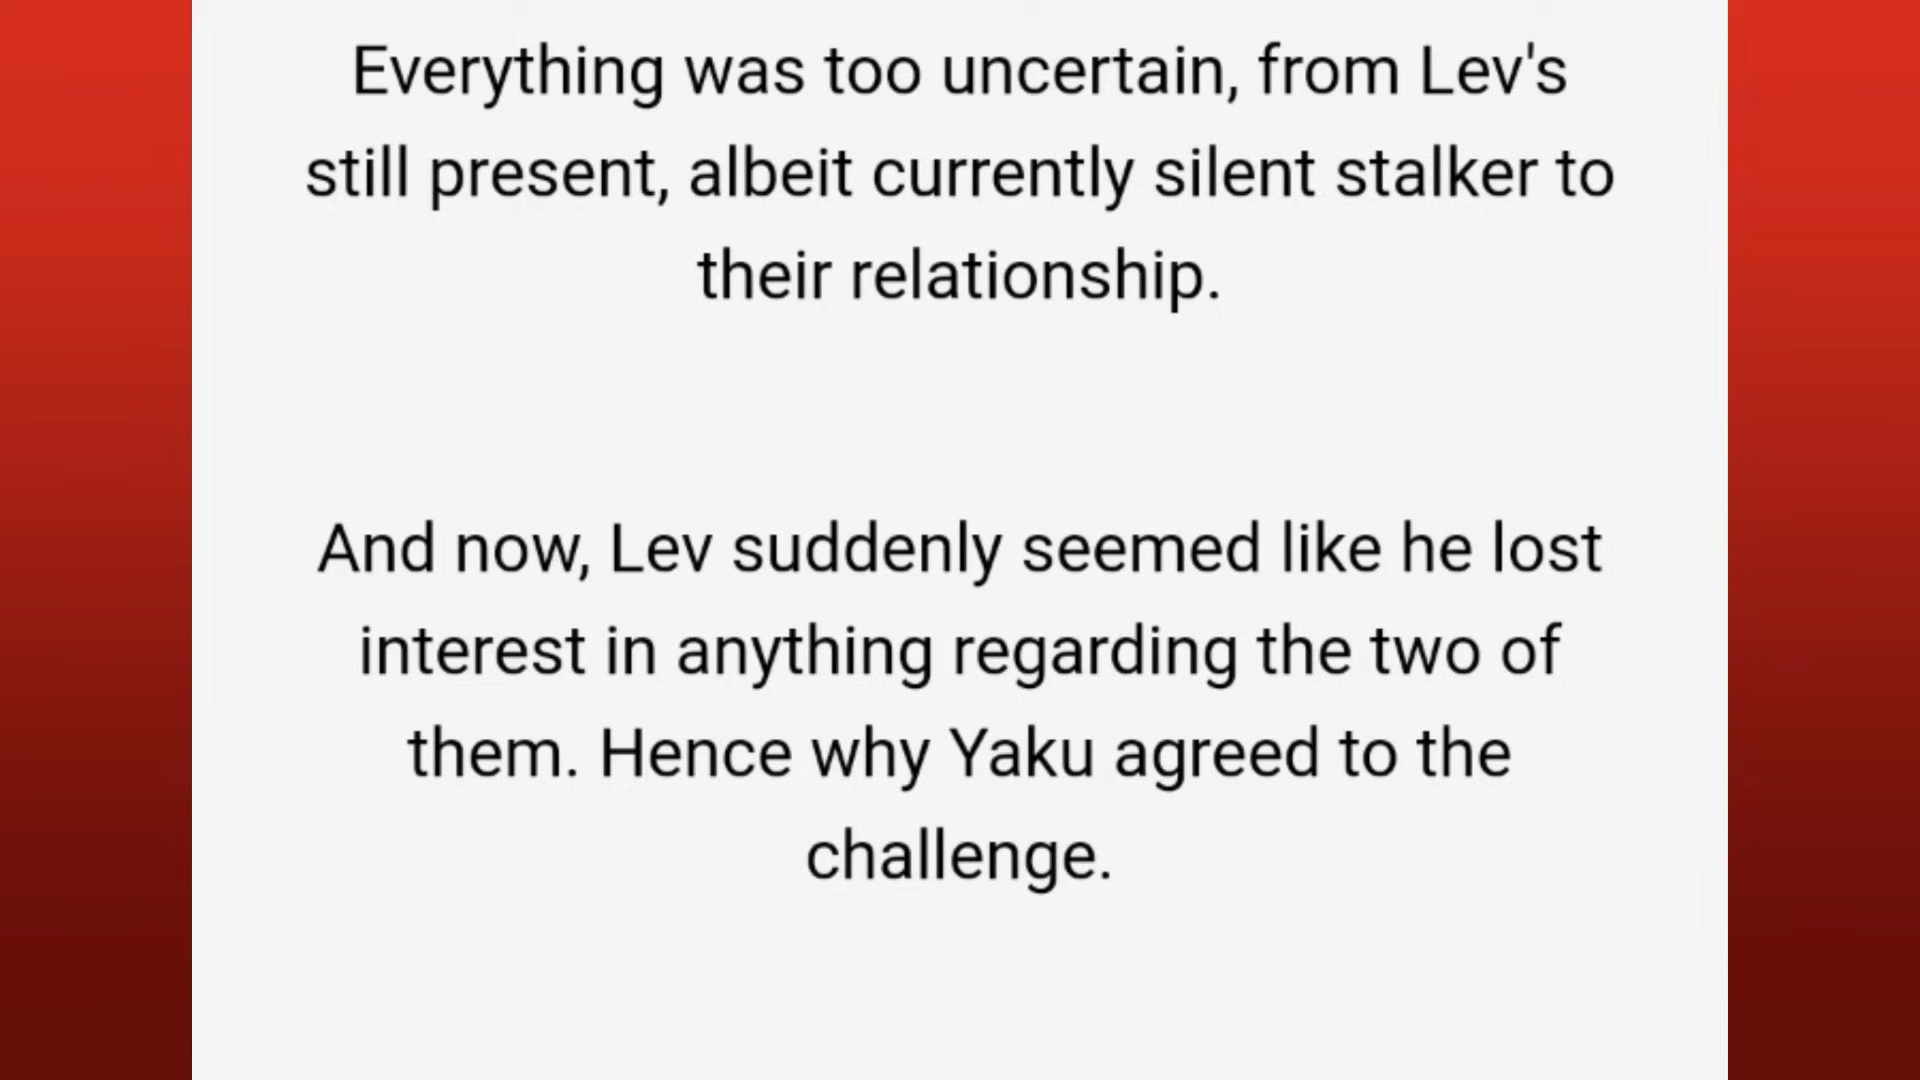 Everything was too uncertain, from Lev's
still present, albeit currently silent stalker to
their relationship.
And now, Lev suddenly seemed like he lost
interest in anything regarding the two of
them. Hence why Yaku agreed to the
challenge.